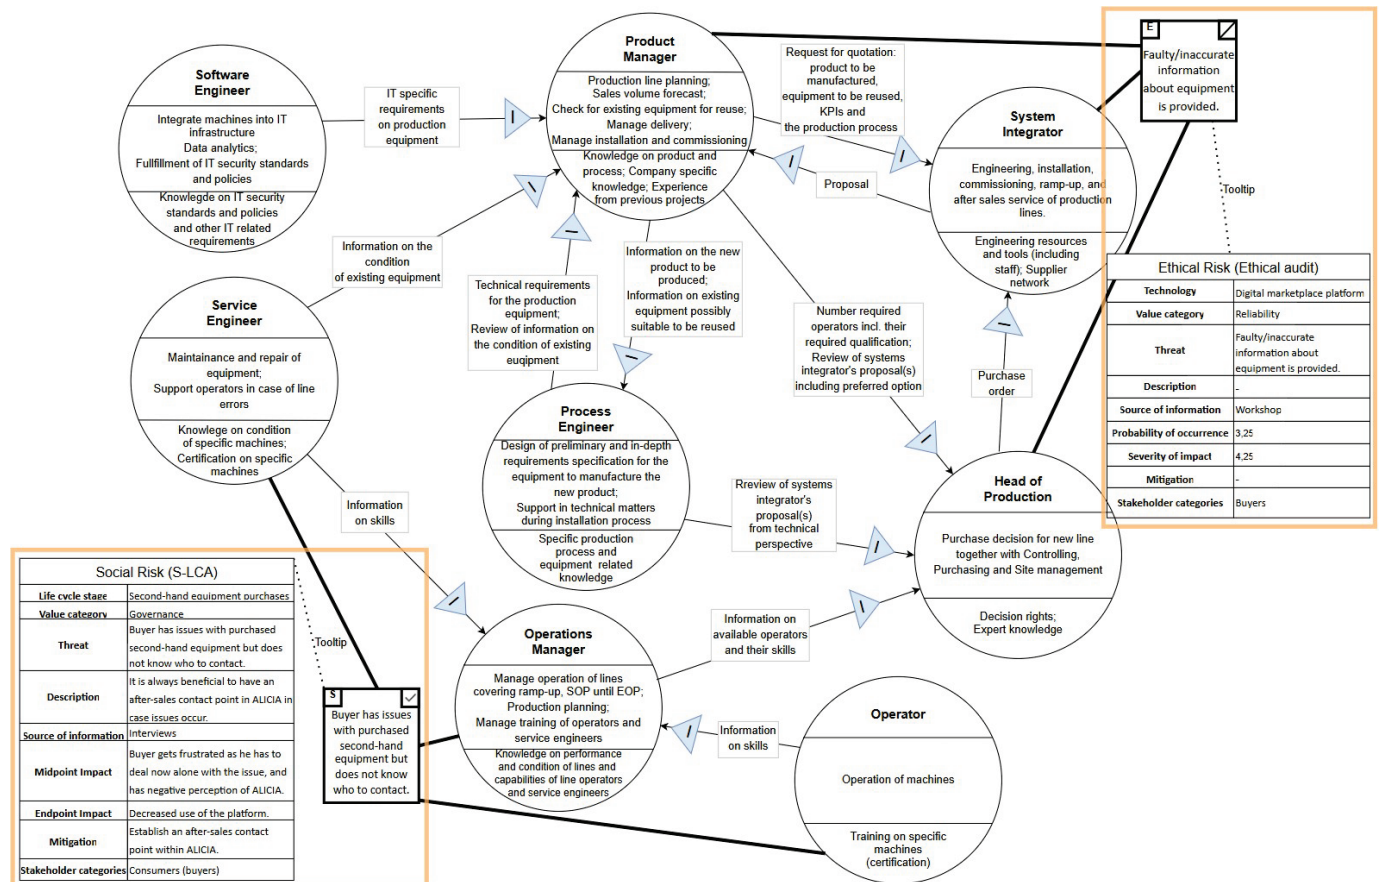 Software
Engineer
Integrate machines into IT
infrastructure
Data analytics;
Fullfillment of IT security standards
and policies
Knowlegde on IT security
standards and policies
and other IT related
requirements
IT specific
requirements
on production
equipment
I
Product
Manager
Production line planning;
Sales volume forecast;
Check for existing equipment for reuse;
Manage delivery;
Manage installation and commissioning
Knowledge on product and
process; Company specific
knowledge; Experience
from previous projects
Request for quotation:
product to be
manufactured,
equipment to be reused,
KPIs and
the production process
I
I
Proposal
System
Integrator
Engineering, installation,
commissioning, ramp-up, and
after sales service of production
lines.
Engineering resources
and tools (including
staff); Supplier
network
E
Faulty/inaccurate
information
about equipment
is provided.
Tooltip
Ethical Risk (Ethical audit)
Technology Digital marketplace platform
Value category Reliability
Threat Faulty/inaccurate
information about
equipment is provided.
Description -
Source of information Workshop
Probability of occurrence 3,25
Severity of impact 4,25
Mitigation -
Stakeholder categories Buyers
Service
Engineer
Maintainance and repair of
equipment;
Support operators in case of line
errors
Knowlege on condition
of specific machines;
Certification on specific
machines
Information on the
condition
of existing equipment
I
Technical requirements
for the production
equipment;
Review of information on
the condition of existing
euqipment
I
Information on the new
product to be
produced;
Information on existing
equipment possibly
suitable to be reused
I
Number required
operators incl. their
required qualification;
Review of systems
integrator's proposal(s)
including preferred option
I
Purchase
order
I
Process
Engineer
Design of preliminary and in-depth
requirements specification for the
equipment to manufacture the
new product;
Support in technical matters
during installation process
Specific production
process and
equipment related
knowledge
Rreview of systems
integrator's
proposal(s)
from technical
perspective
I
Head of
Production
Purchase decision for new line
together with Controlling,
Purchasing and Site management
Decision rights;
Expert knowledge
Information
on skills
I
Operations
Manager
Manage operation of lines
covering ramp-up, SOP until EOP;
Production planning;
Manage training of operators and
service engineers
Knowledge on performance
and condition of lines and
capabilities of line operators
and service engineers
Information on
available operators
and their skills
I
Information
on skills
I
Operator
Operation of machines
Training on specific
machines
(certification)
Social Risk (S-LCA)
Life cycle stage Second-hand equipment purchases
Value category Governance
Threat Buyer has issues with purchased
second-hand equipment but does
not know who to contact.
Description It is always beneficial to have an
after-sales contact point in ALICIA in
case issues occur.
Source of information Interviews
Midpoint Impact Buyer gets frustrated as he has to
deal now alone with the issue, and
has negative perception of ALICIA.
Endpoint Impact Decreased use of the platform.
Mitigation Establish an after-sales contact
point within ALICIA.
Stakeholder categories Consumers (buyers)
Tooltip
S
Buyer has issues
with purchased
second-hand
equipment but
does not know
who to contact.